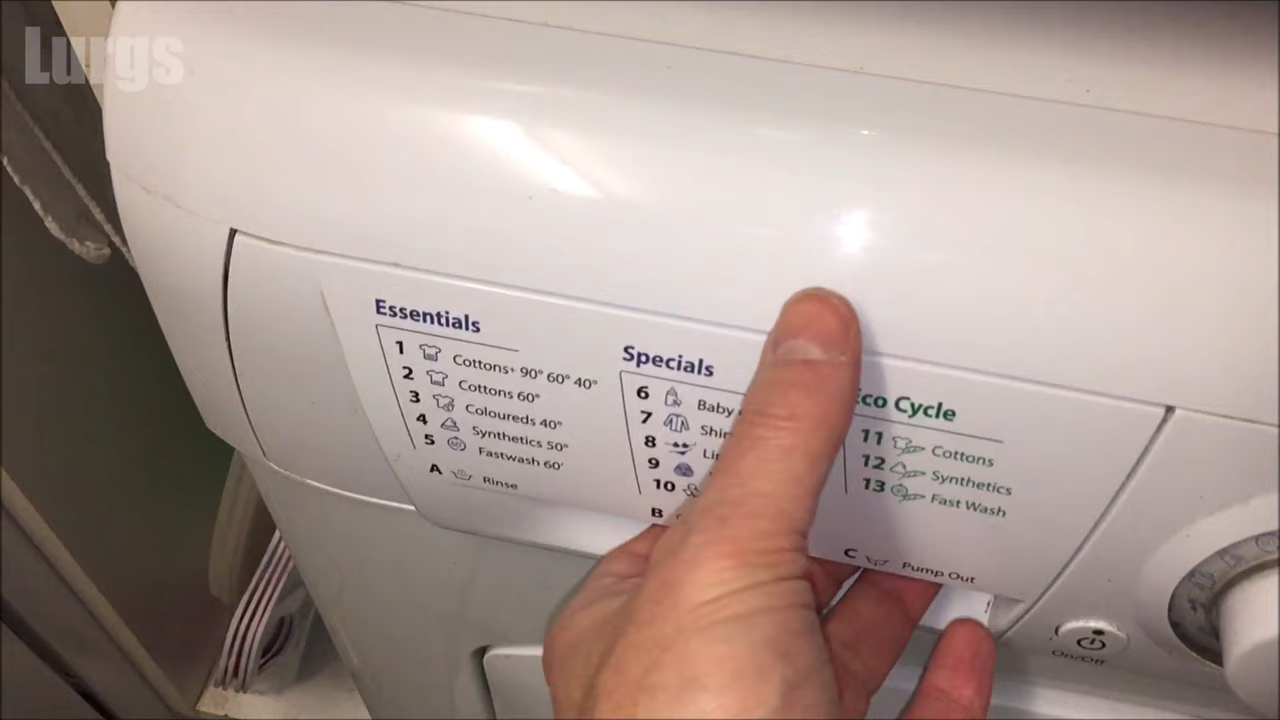 Lurgs
Essentials
1 Cottons+ 90° 60° 40°
2 Cottons 60°
3 Coloureds 40°
4 Synthetics 50°
5 Fastwash 60'
A Rinse
Specials
6 Baby
7
8
9
10
B
Eco Cycle
11 Cottons
12 Synthetics
13 Fast Wash
C Pump Out
On/Off